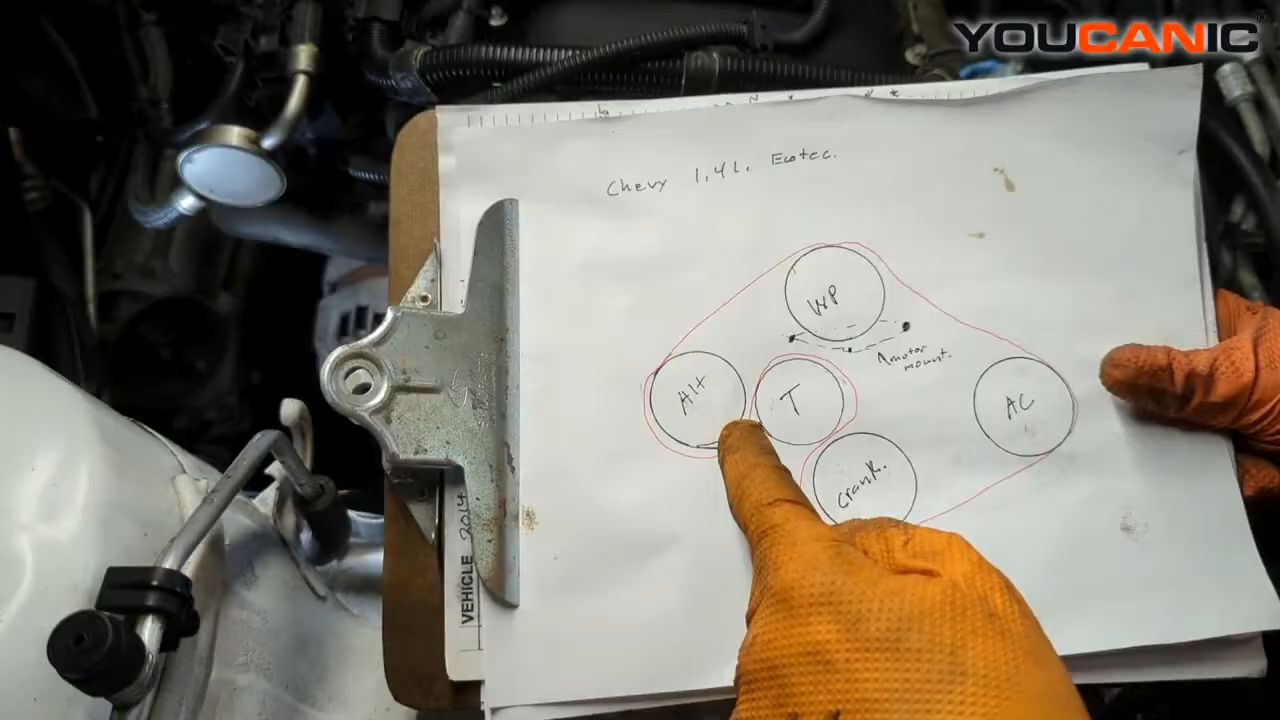 YOUCANIC
Chevy 1.4L. Ecotec.
WP
motor
mount.
Alt
T
AC
Crank.
VEHICLE 2014